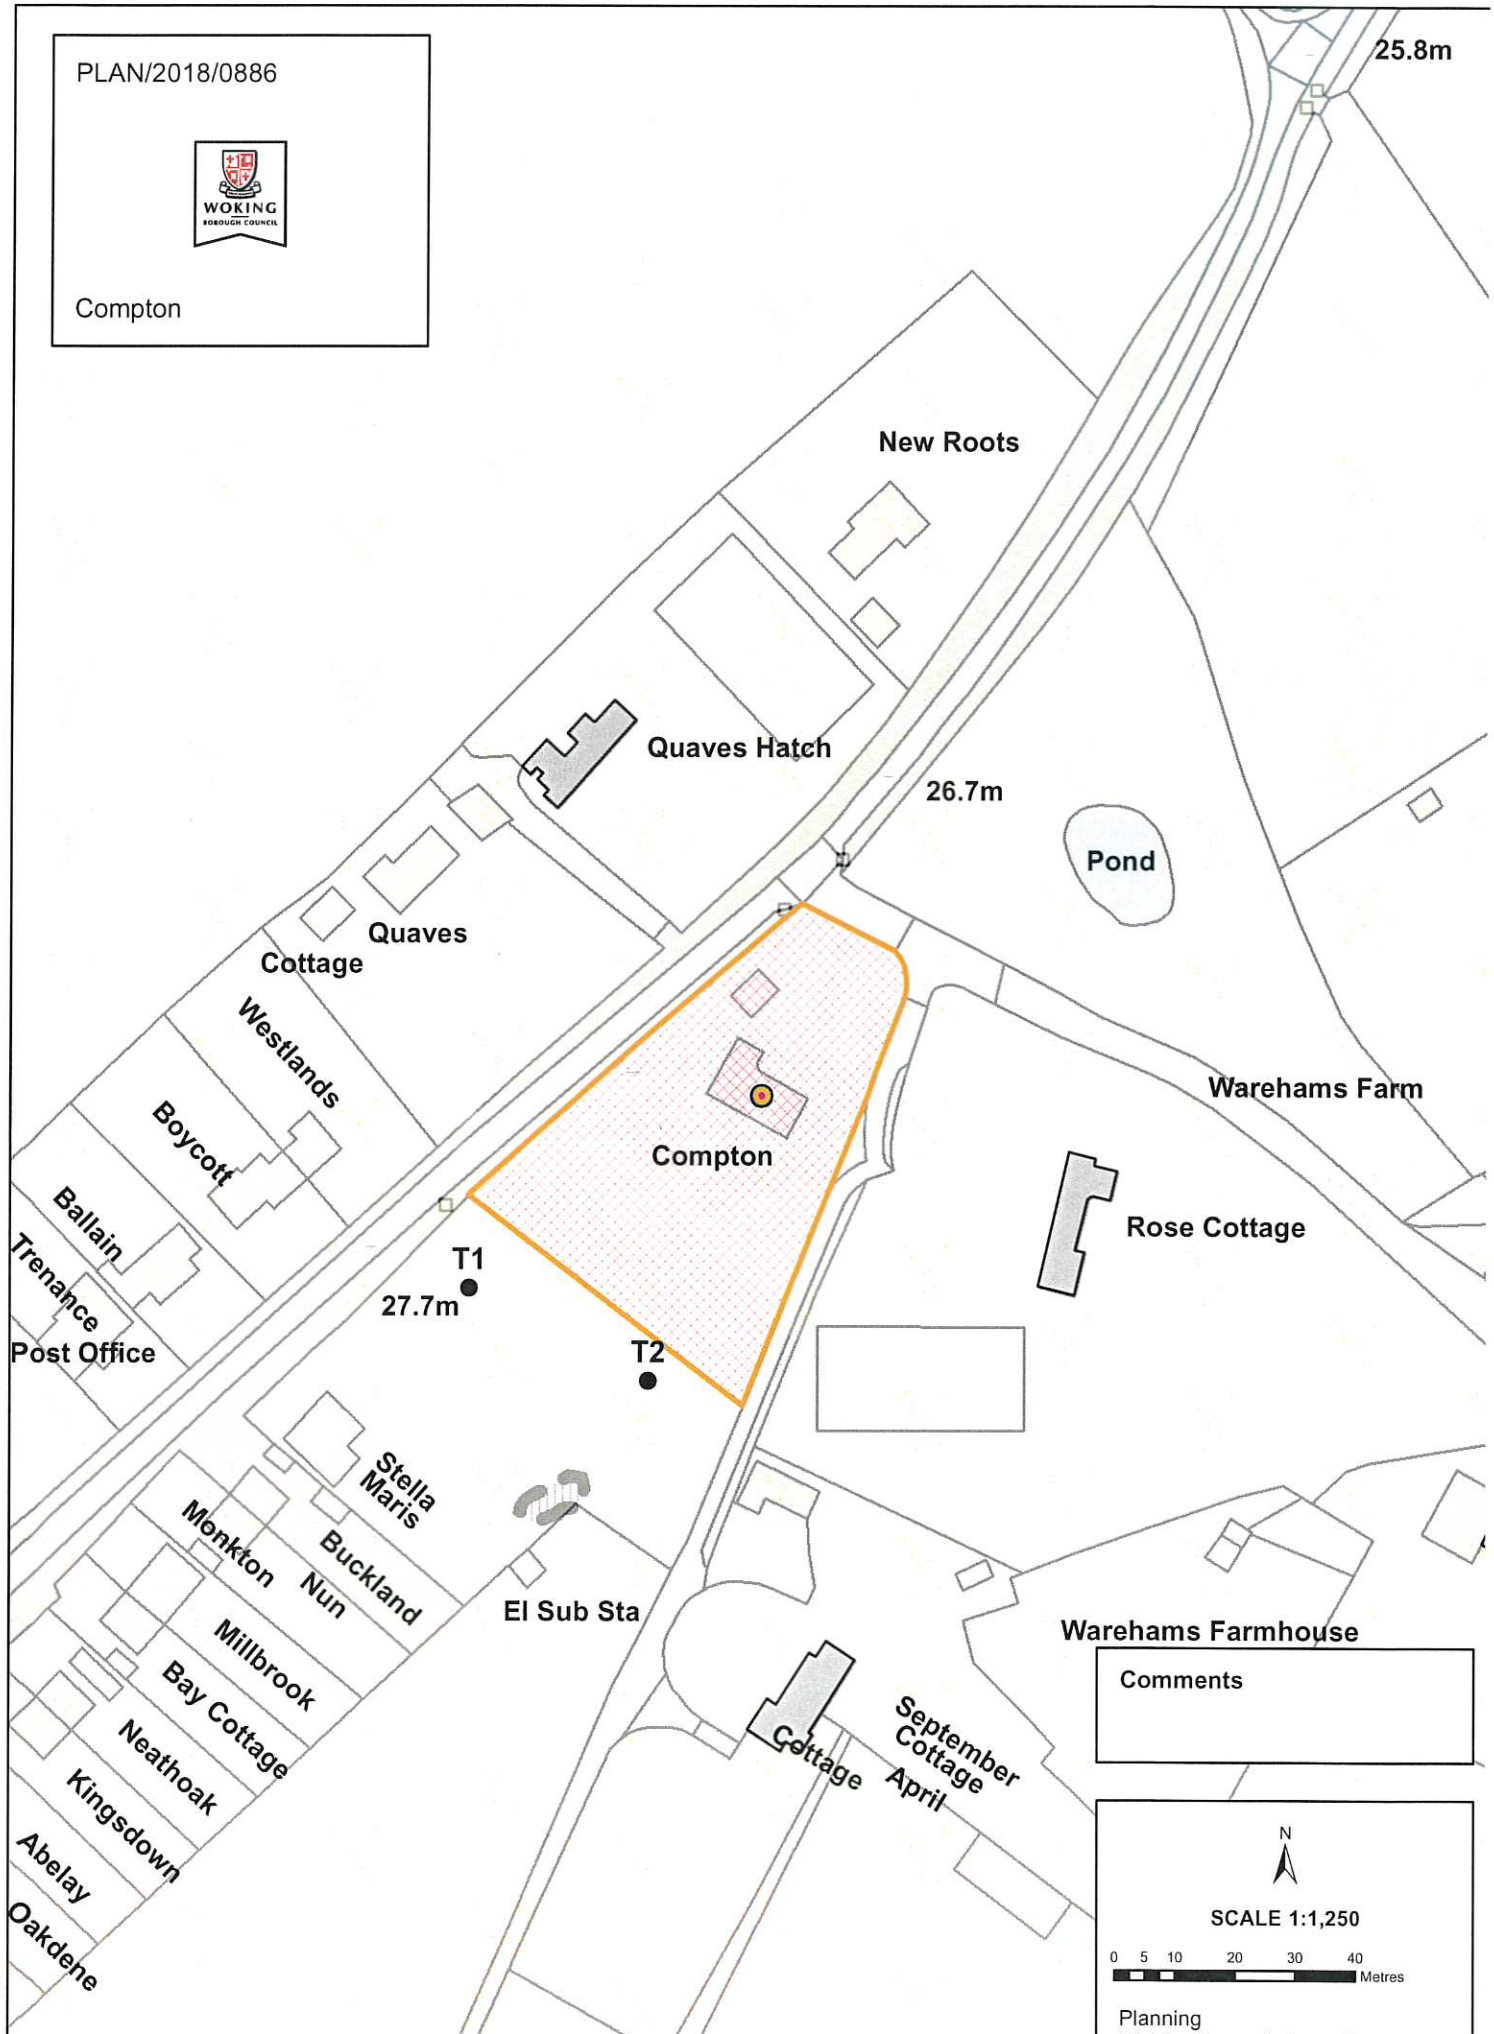 PLAN/2018/0886
WOKING
BOROUGH COUNCIL
Compton
25.8m
New Roots
Quaves Hatch
26.7m
Pond
Quaves
Cottage
Westlands
Boycott
Ballain
Trenance
Post Office
Warehams Farm
Compton
Rose Cottage
T1
27.7m
T2
Stella
Maris
Monkton
Nun
Buckland
El Sub Sta
Millbrook
Bay Cottage
Neathoak
Kingsdown
Abelay
Oakdene
Warehams Farmhouse
September
Cottage
April
Cottage
Comments
N
SCALE 1:1,250
0 5 10 20 30 40
Metres
Planning